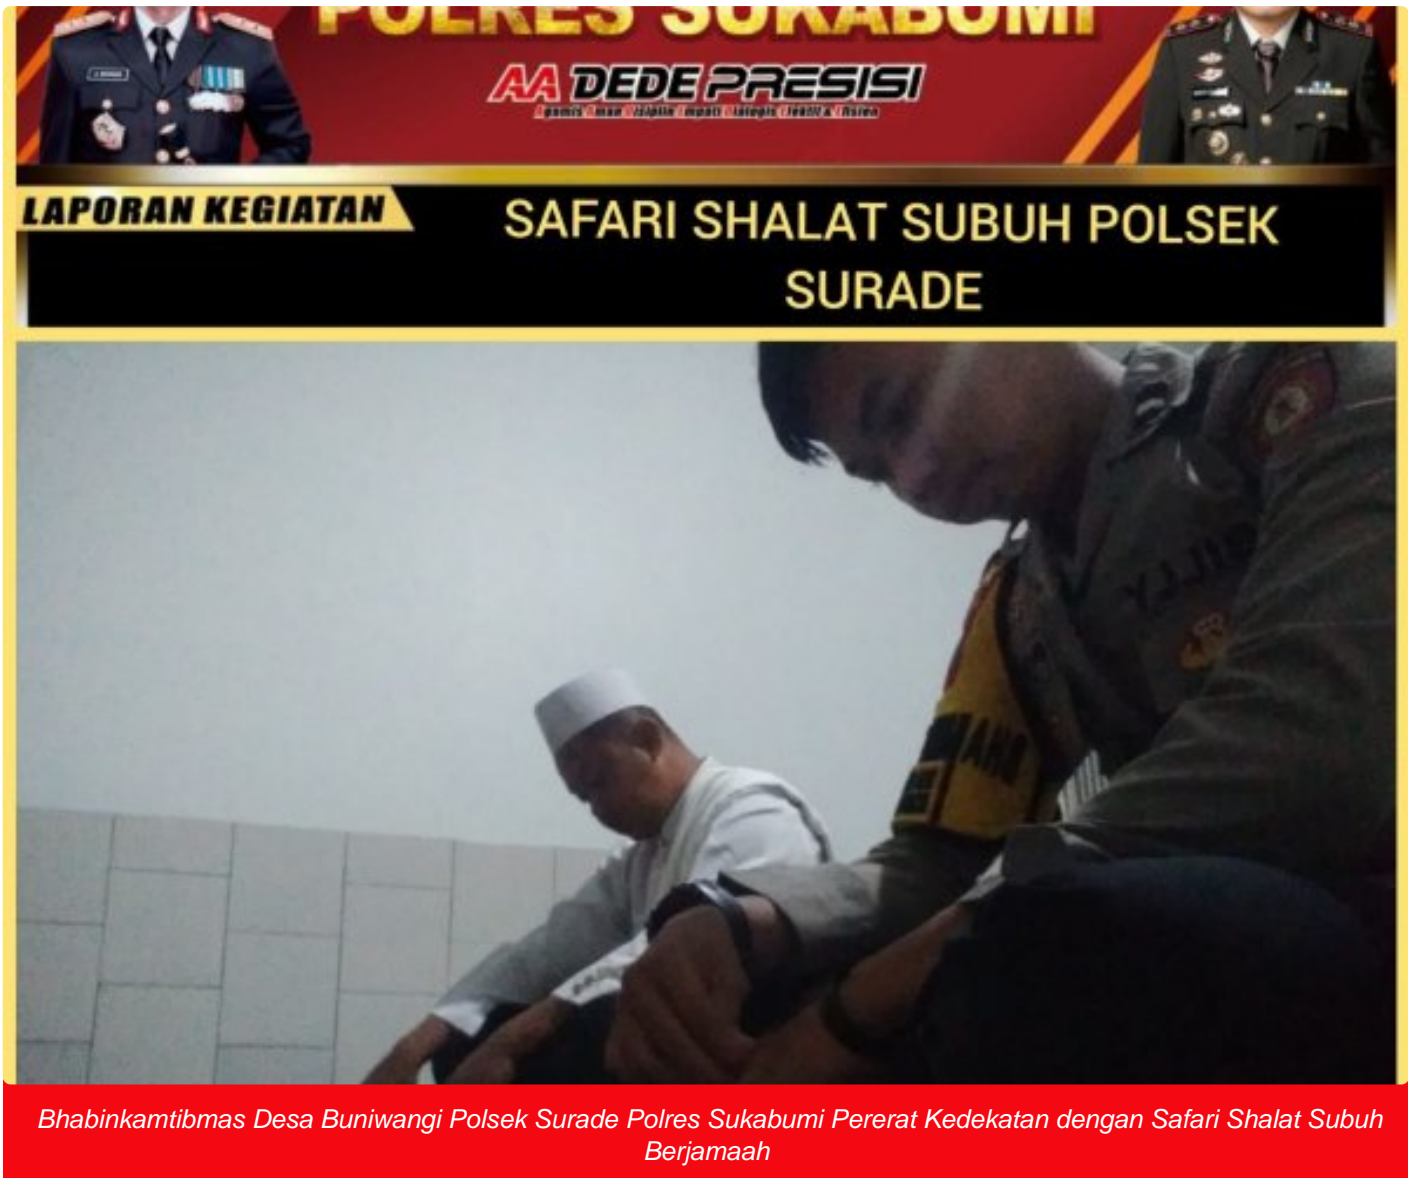 POLRES SUKABUMI
AA DEDE PRESISI
LAPORAN KEGIATAN
SAFARI SHALAT SUBUH POLSEK
SURADE
Bhabinkamtibmas Desa Buniwangi Polsek Surade Polres Sukabumi Pererat Kedekatan dengan Safari Shalat Subuh
Berjamaah